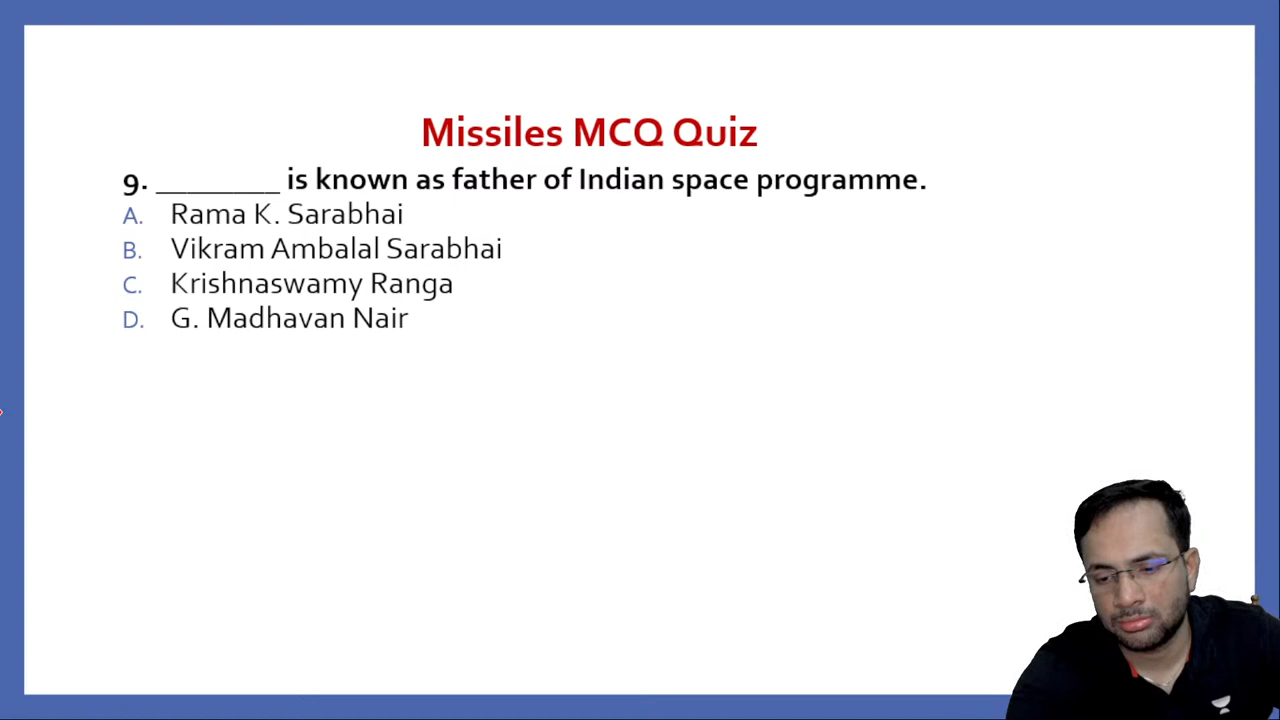 Missiles MCQ Quiz
9. ________ is known as father of Indian space programme.
A. Rama K. Sarabhai
B. Vikram Ambalal Sarabhai
C. Krishnaswamy Ranga
D. G. Madhavan Nair